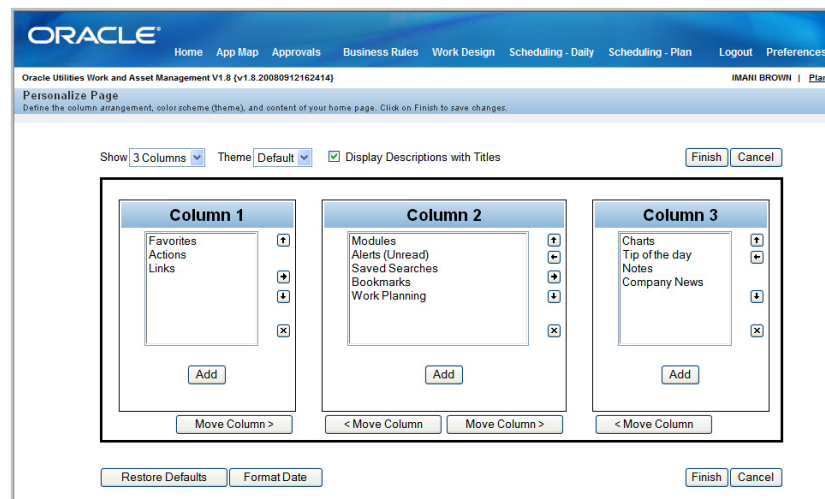 ORACLE®
Home App Map Approvals Business Rules Work Design Scheduling - Daily Scheduling - Plan Logout Preferences
Oracle Utilities Work and Asset Management V1.8 {v1.8.20080912162414} IMANI BROWN |
Personalize Page
Define the column arrangement, color scheme (theme), and content of your home page. Click on Finish to save changes.
Show 3 Columns Theme Default Display Descriptions with Titles Finish Cancel
Column 1
Favorites
Actions
Links
Add
Move Column >
Column 2
Modules
Alerts (Unread)
Saved Searches
Bookmarks
Work Planning
Add
< Move Column Move Column >
Column 3
Charts
Tip of the day
Notes
Company News
Add
< Move Column
Restore Defaults Format Date Finish Cancel